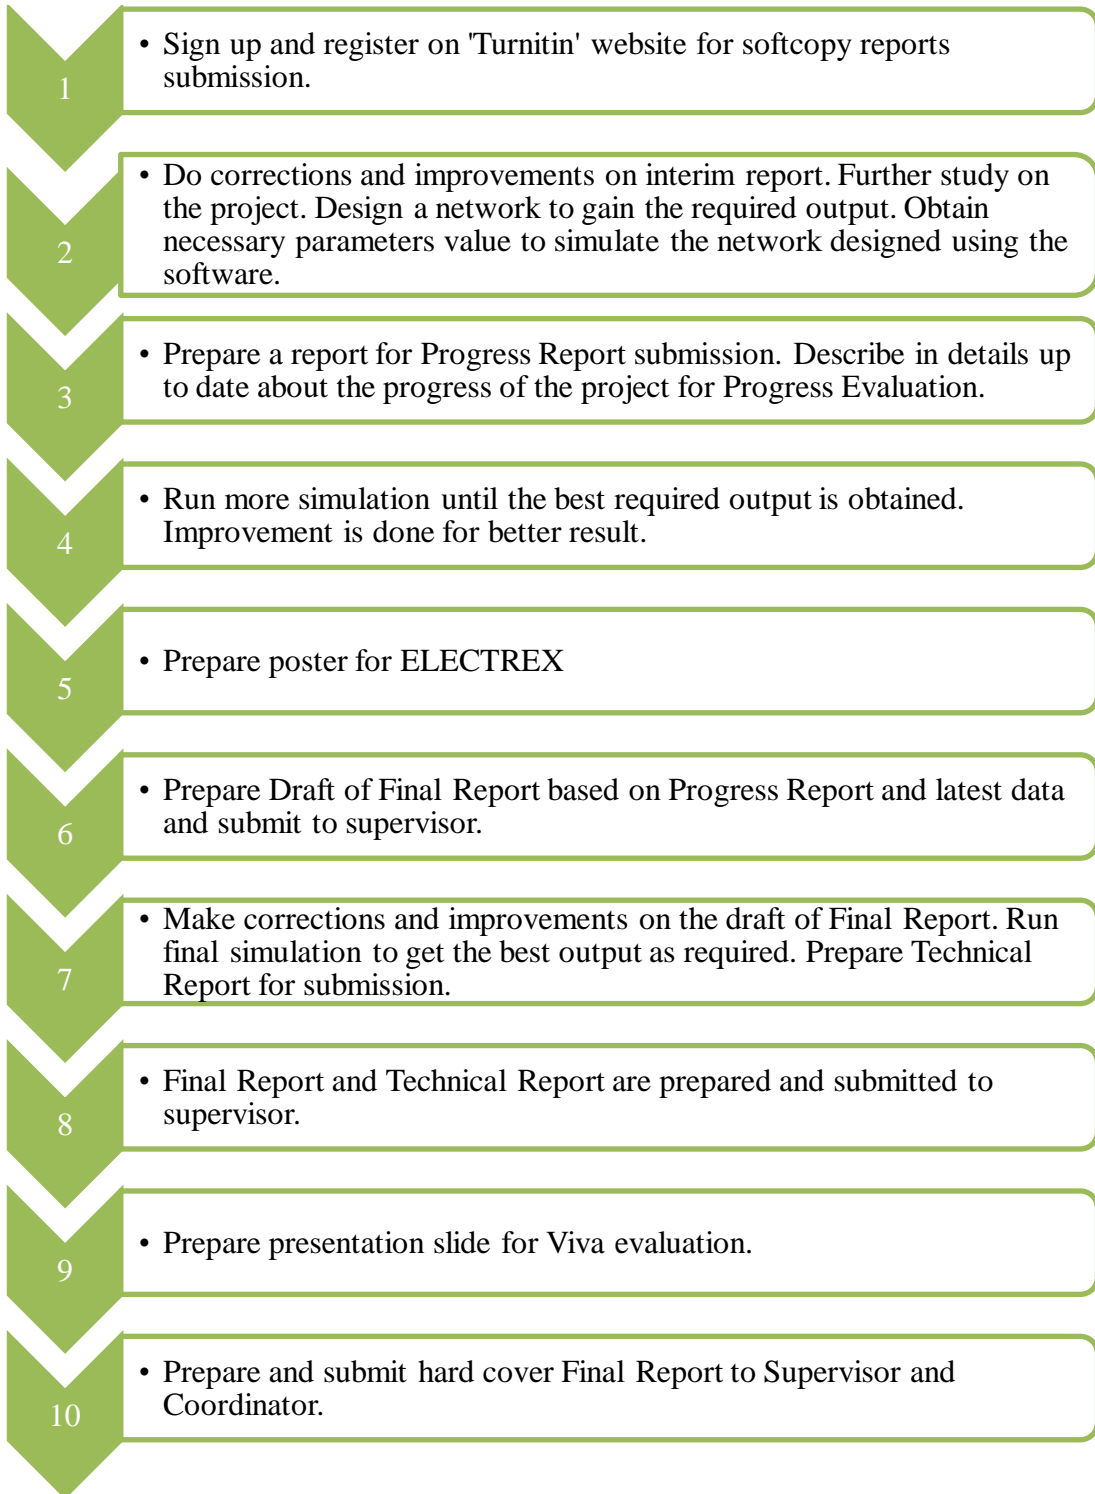 1
• Sign up and register on 'Turnitin' website for softcopy reports
submission.
2
• Do corrections and improvements on interim report. Further study on
the project. Design a network to gain the required output. Obtain
necessary parameters value to simulate the network designed using the
software.
3
• Prepare a report for Progress Report submission. Describe in details up
to date about the progress of the project for Progress Evaluation.
4
• Run more simulation until the best required output is obtained.
Improvement is done for better result.
5
• Prepare poster for ELECTREX
6
• Prepare Draft of Final Report based on Progress Report and latest data
and submit to supervisor.
7
• Make corrections and improvements on the draft of Final Report. Run
final simulation to get the best output as required. Prepare Technical
Report for submission.
8
• Final Report and Technical Report are prepared and submitted to
supervisor.
9
• Prepare presentation slide for Viva evaluation.
10
• Prepare and submit hard cover Final Report to Supervisor and
Coordinator.